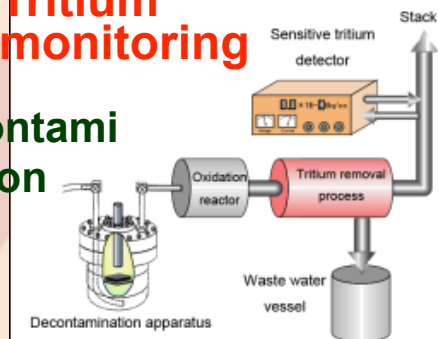 Tritium
monitoring
ontami
on
Stack
Sensitive tritium
detector
Oxidation
reactor
Tritium removal
process
Waste water
vessel
Decontamination apparatus